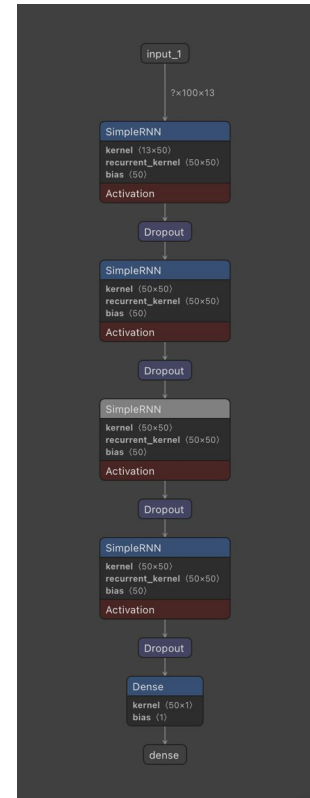 input_1
?×100×13
SimpleRNN
kernel ⟨13×50⟩
recurrent_kernel ⟨50×50⟩
bias ⟨50⟩
Activation
Dropout
SimpleRNN
kernel ⟨50×50⟩
recurrent_kernel ⟨50×50⟩
bias ⟨50⟩
Activation
Dropout
SimpleRNN
kernel ⟨50×50⟩
recurrent_kernel ⟨50×50⟩
bias ⟨50⟩
Activation
Dropout
SimpleRNN
kernel ⟨50×50⟩
recurrent_kernel ⟨50×50⟩
bias ⟨50⟩
Activation
Dropout
Dense
kernel ⟨50×1⟩
bias ⟨1⟩
dense